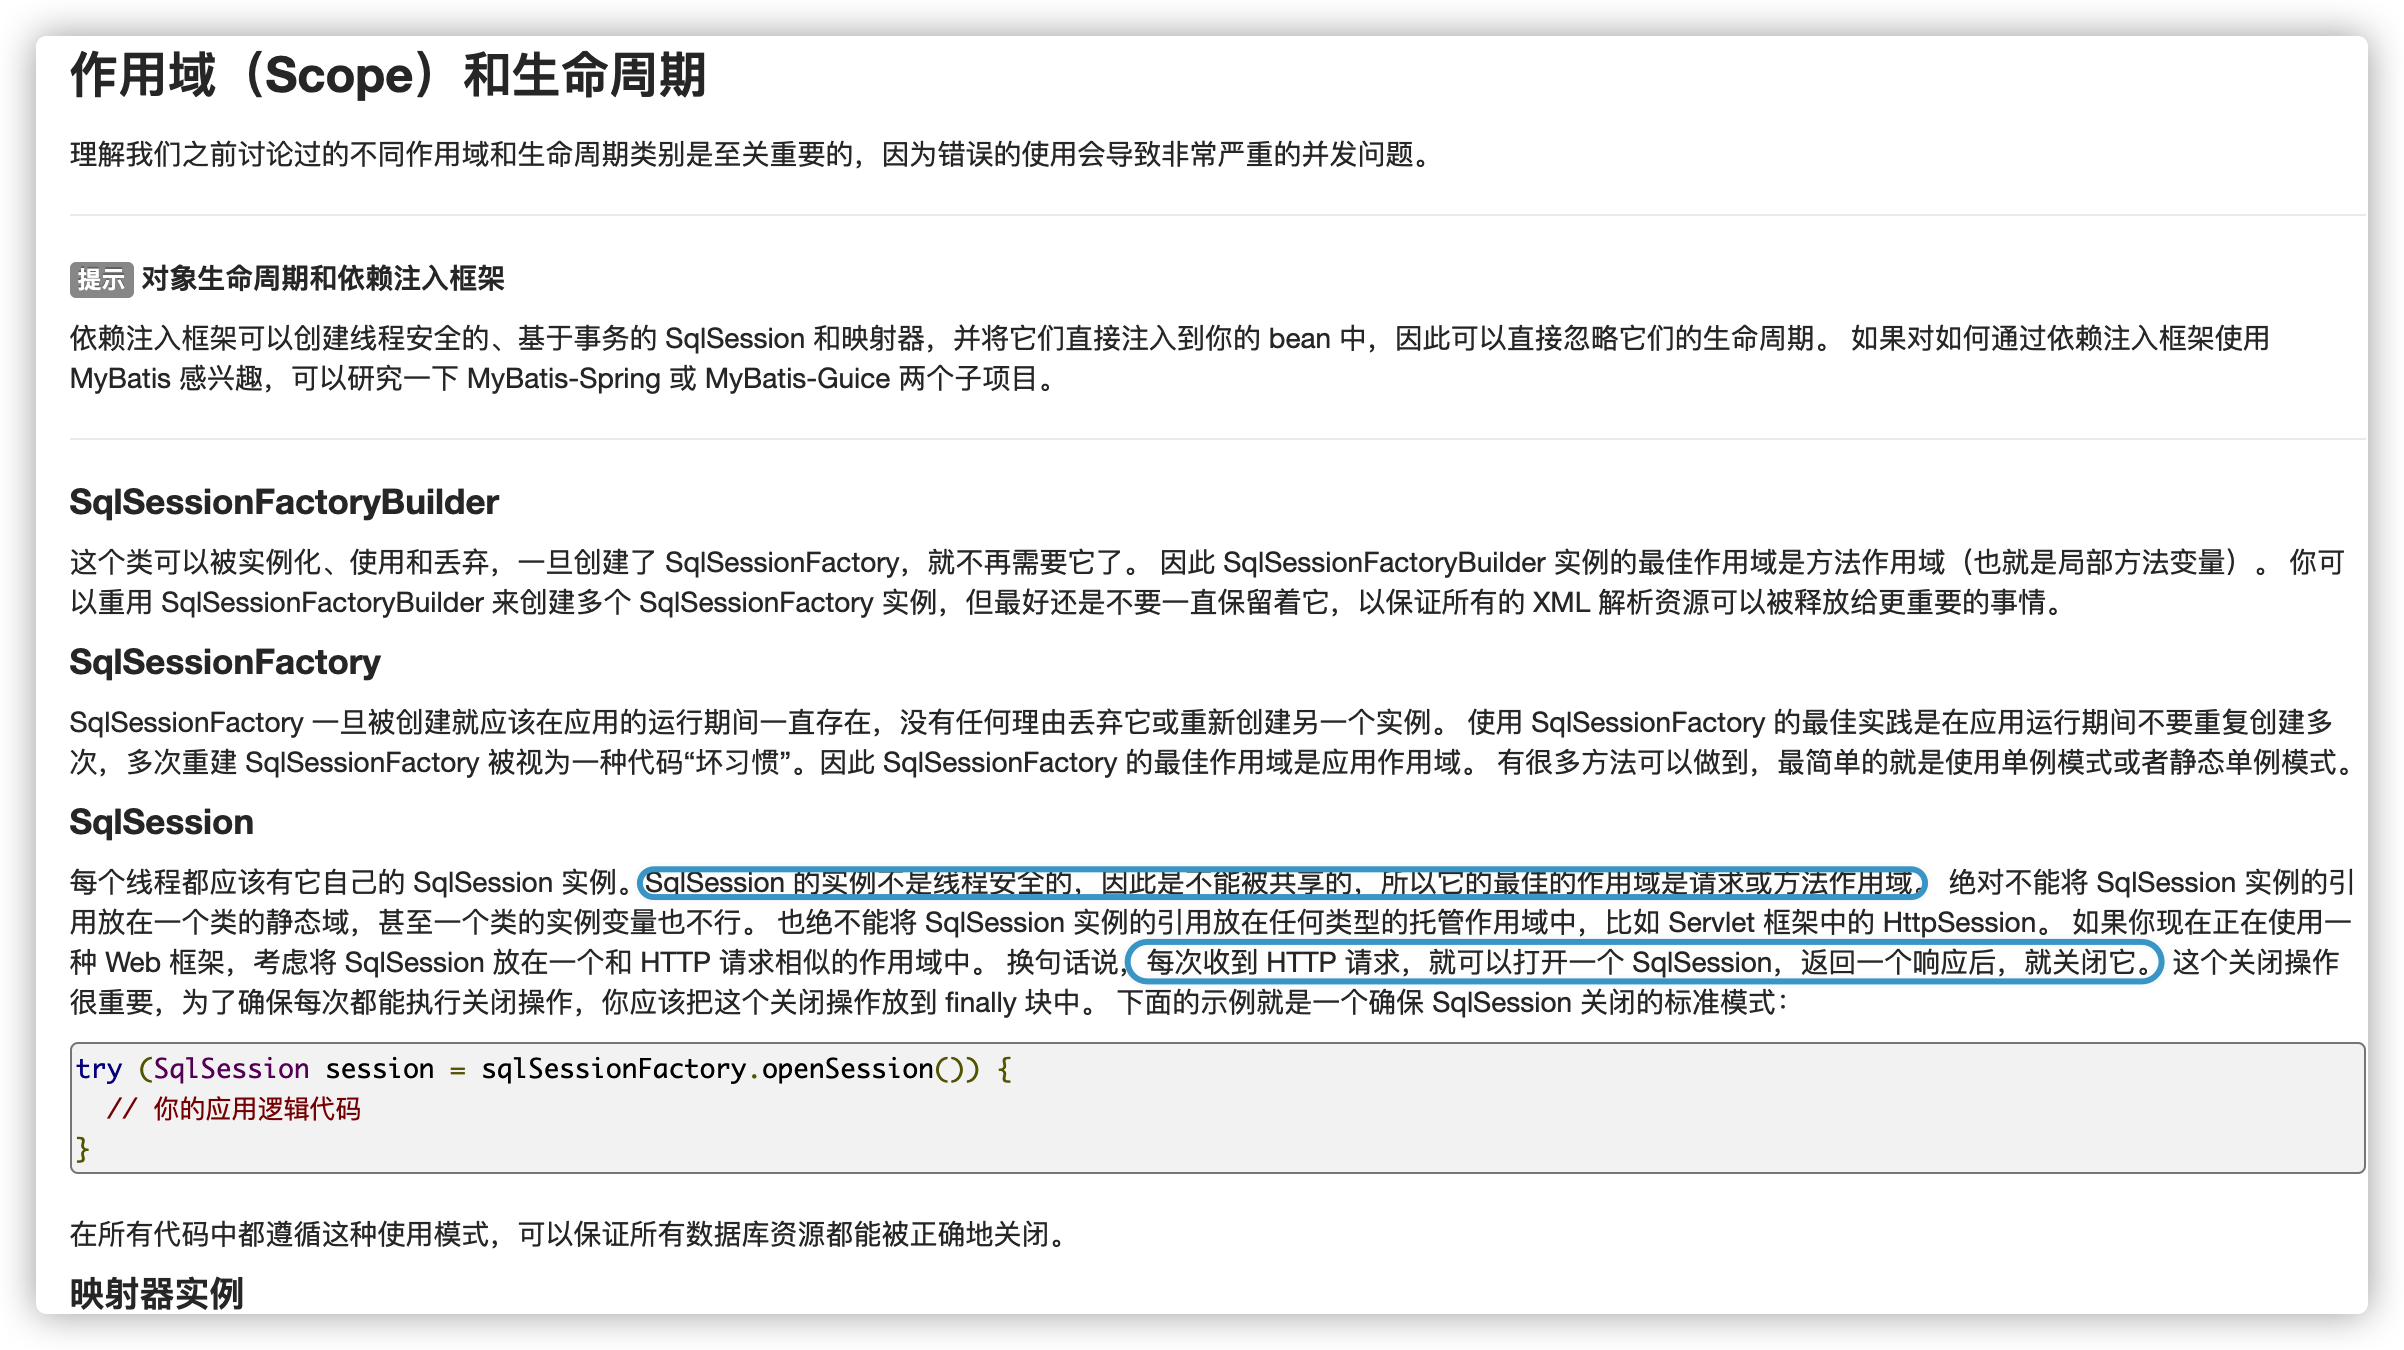 作用域（Scope）和生命周期
理解我们之前讨论过的不同作用域和生命周期类别是至关重要的，因为错误的使用会导致非常严重的并发问题。
提示 对象生命周期和依赖注入框架
依赖注入框架可以创建线程安全的、基于事务的 SqlSession 和映射器，并将它们直接注入到你的 bean 中，因此可以直接忽略它们的生命周期。 如果对如何通过依赖注入框架使用
MyBatis 感兴趣，可以研究一下 MyBatis-Spring 或 MyBatis-Guice 两个子项目。
SqlSessionFactoryBuilder
这个类可以被实例化、使用和丢弃，一旦创建了 SqlSessionFactory，就不再需要它了。 因此 SqlSessionFactoryBuilder 实例的最佳作用域是方法作用域（也就是局部方法变量）。 你可
以重用 SqlSessionFactoryBuilder 来创建多个 SqlSessionFactory 实例，但最好还是不要一直保留着它，以保证所有的 XML 解析资源可以被释放给更重要的事情。
SqlSessionFactory
SqlSessionFactory 一旦被创建就应该在应用的运行期间一直存在，没有任何理由丢弃它或重新创建另一个实例。 使用 SqlSessionFactory 的最佳实践是在应用运行期间不要重复创建多
次，多次重建 SqlSessionFactory 被视为一种代码“坏习惯”。因此 SqlSessionFactory 的最佳作用域是应用作用域。 有很多方法可以做到，最简单的就是使用单例模式或者静态单例模式。
SqlSession
每个线程都应该有它自己的 SqlSession 实例。SqlSession 的实例不是线程安全的，因此是不能被共享的，所以它的最佳的作用域是请求或方法作用域。 绝对不能将 SqlSession 实例的引
用放在一个类的静态域，甚至一个类的实例变量也不行。 也绝不能将 SqlSession 实例的引用放在任何类型的托管作用域中，比如 Servlet 框架中的 HttpSession。 如果你现在正在使用一
种 Web 框架，考虑将 SqlSession 放在一个和 HTTP 请求相似的作用域中。 换句话说，每次收到 HTTP 请求，就可以打开一个 SqlSession，返回一个响应后，就关闭它。 这个关闭操作
很重要，为了确保每次都能执行关闭操作，你应该把这个关闭操作放到 finally 块中。 下面的示例就是一个确保 SqlSession 关闭的标准模式：
try (SqlSession session = sqlSessionFactory.openSession()) {
// 你的应用逻辑代码
}
在所有代码中都遵循这种使用模式，可以保证所有数据库资源都能被正确地关闭。
映射器实例